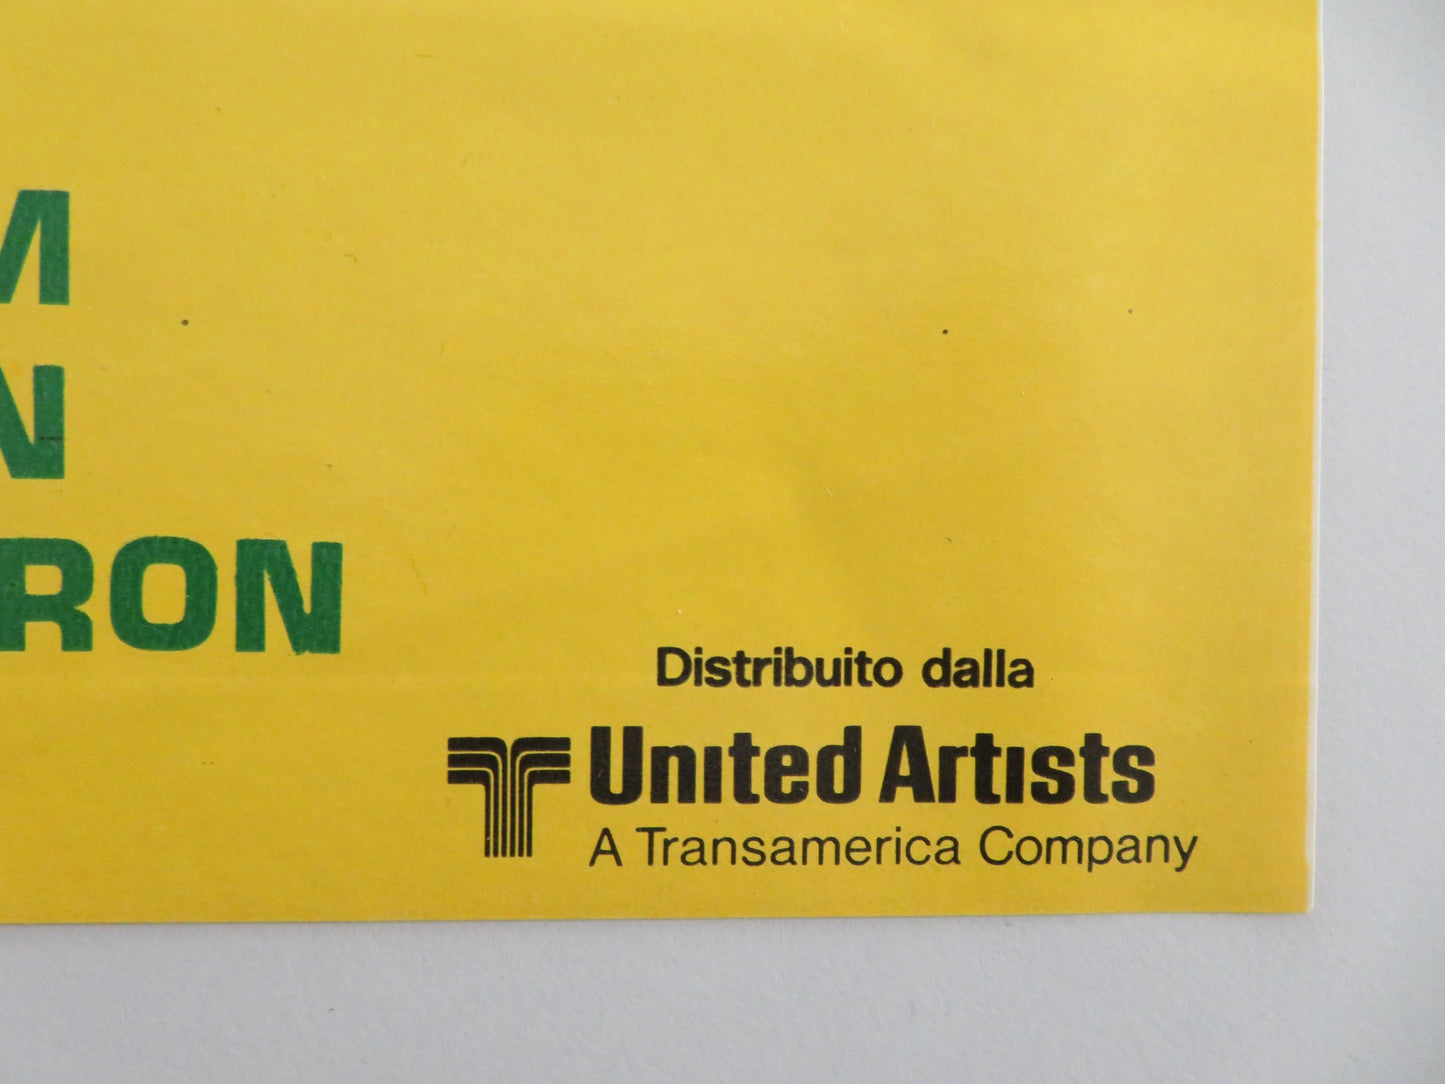 M
N
RON
Distribuito dalla
United Artists
A Transamerica Company